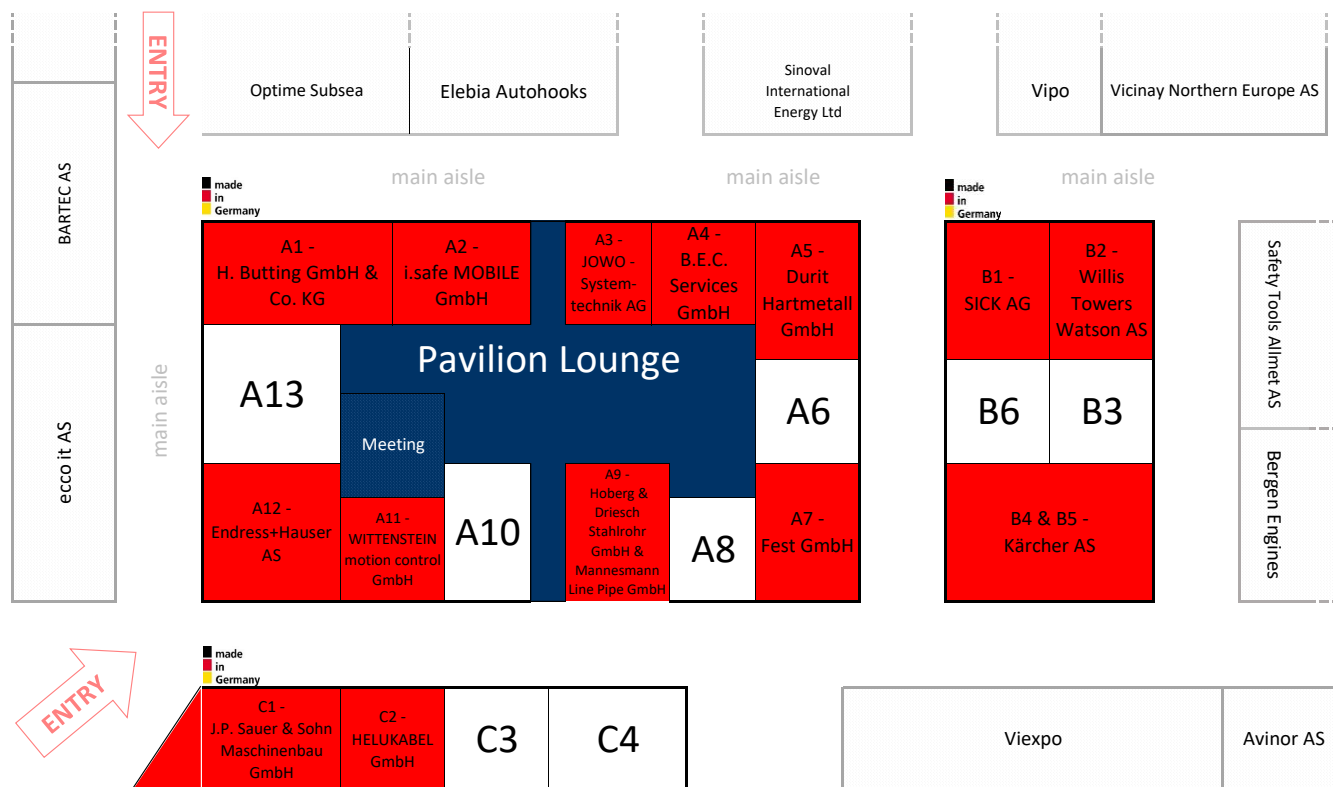 ENTRY
Optime Subsea
Elebia Autohooks
Sinoval
International
Energy Ltd
Vipo
Vicinay Northern Europe AS
BARTEC AS
ecco it AS
main aisle
main aisle
main aisle
main aisle
made
in
Germany
A1 -
H. Butting GmbH &
Co. KG
A2 -
i.safe MOBILE
GmbH
A3 -
JOWO -
System-
technik AG
A4 -
B.E.C.
Services
GmbH
A5 -
Durit
Hartmetall
GmbH
Pavilion Lounge
A13
Meeting
A6
A12 -
Endress+Hauser
AS
A11 -
WITTENSTEIN
motion control
GmbH
A10
A9 -
Hoberg &
Driesch
Stahlrohr
GmbH &
Mannesmann
Line Pipe GmbH
A8
A7 -
Fest GmbH
made
in
Germany
B1 -
SICK AG
B2 -
Willis
Towers
Watson AS
B6
B3
B4 & B5 -
Kärcher AS
Safety Tools Allmet AS
Bergen Engines
ENTRY
made
in
Germany
C1 -
J.P. Sauer & Sohn
Maschinenbau
GmbH
C2 -
HELUKABEL
GmbH
C3
C4
Viexpo
Avinor AS